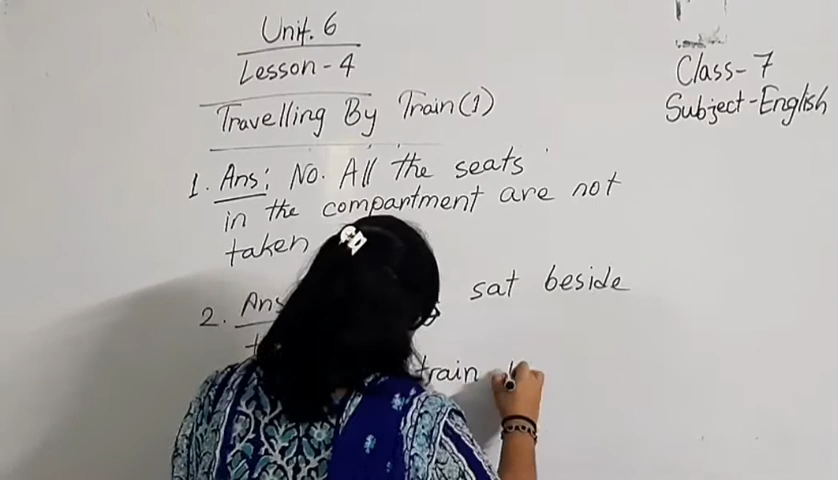 Unit. 6
Lesson - 4
Travelling By Train (1)
Class- 7
Subject-English
1. Ans: No. All the seats
in the compartment are not
taken
2. Ans sat beside
train